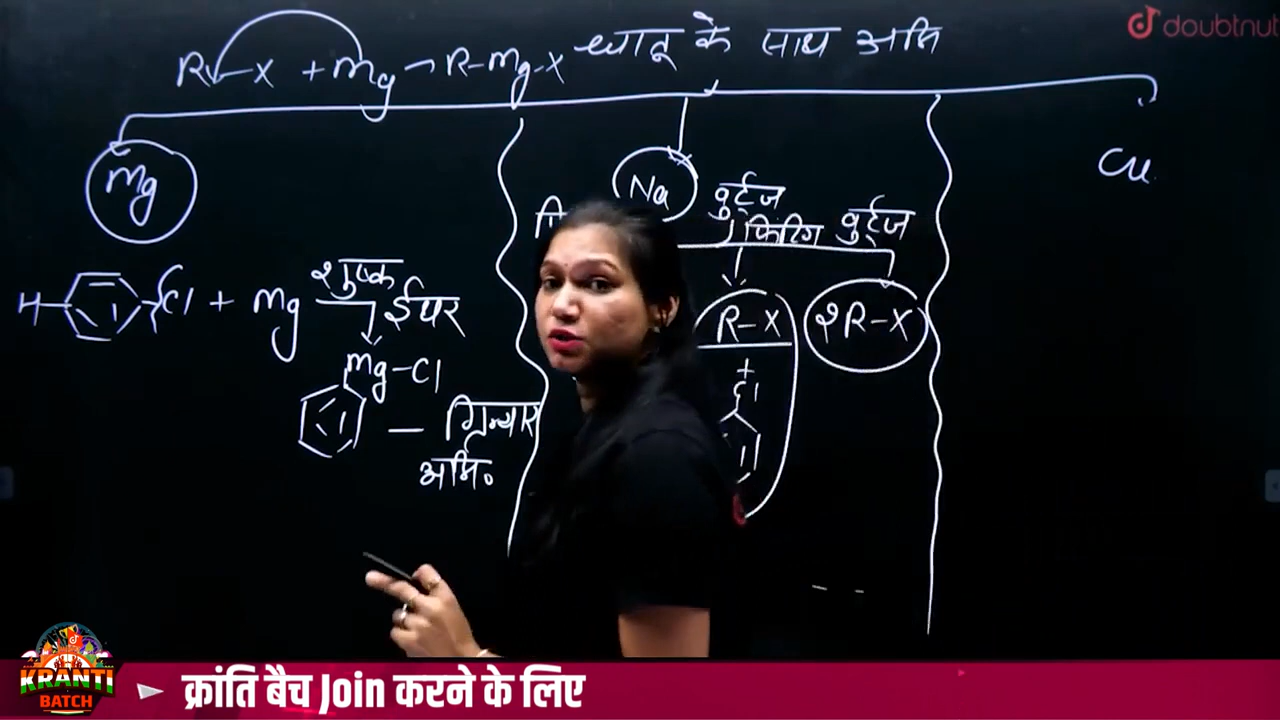 R-X + Mg → R-Mg-X धातू के साथ अभि
Mg
Na
Cu
वुर्ट्ज
फिटिग
वुर्ट्ज
H
Cl + Mg
शुष्क
ईथर
R-X
2R-X
+
Cl
Mg-Cl
— ग्रिन्यार
अभि०
doubtnut
KRANTI
BATCH
क्रांति बैच Join करने के लिए